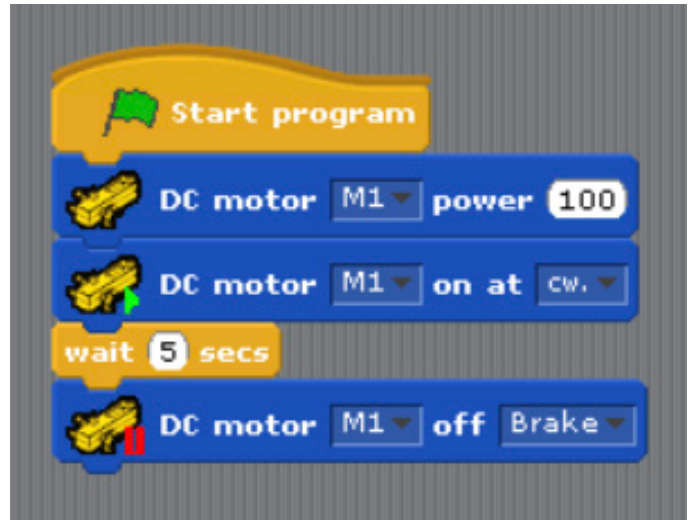 Start program
DC motor M1 power 100
DC motor M1 on at cw.
wait 5 secs
DC motor M1 off Brake